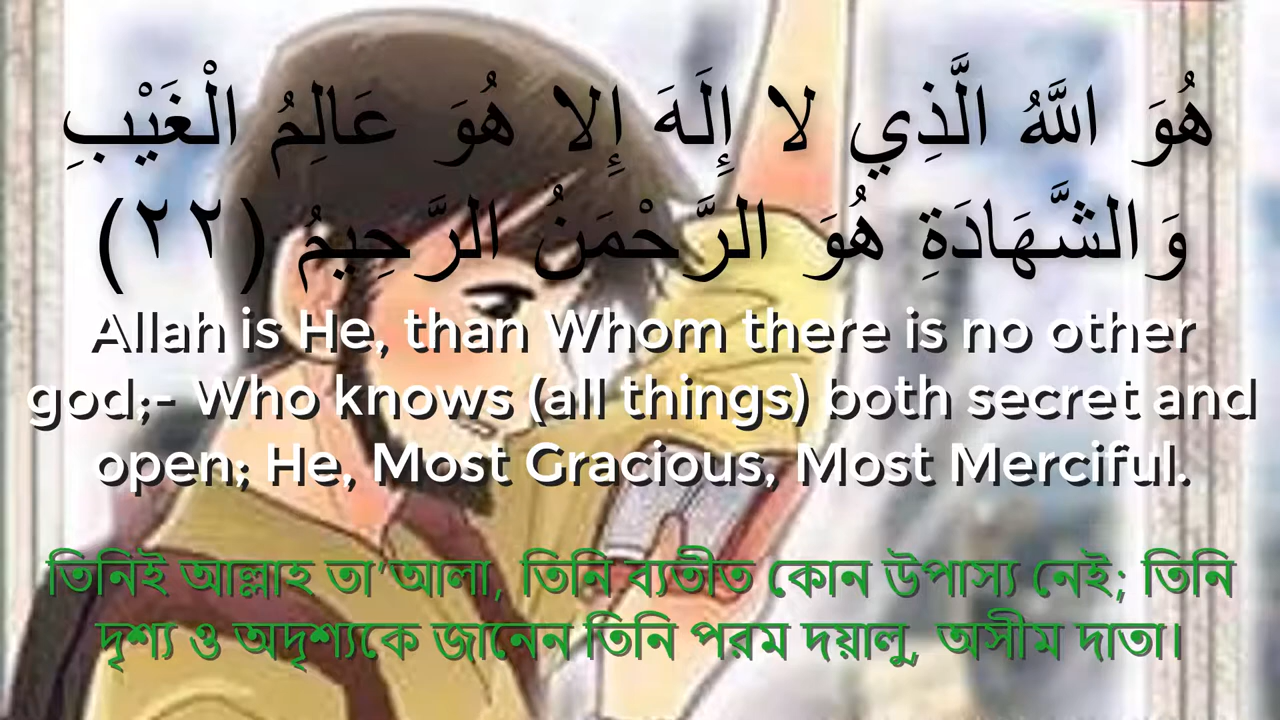 هُوَ اللَّهُ الَّذِي لا إِلَهَ إِلا هُوَ عَالِمُ الْغَيْبِ
وَالشَّهَادَةِ هُوَ الرَّحْمَنُ الرَّحِيمُ (٢٢)
Allah is He, than Whom there is no other
god;- Who knows (all things) both secret and
open; He, Most Gracious, Most Merciful.
তিনিই আল্লাহ তা’আলা, তিনি ব্যতীত কোন উপাস্য নেই; তিনি
দৃশ্য ও অদৃশ্যকে জানেন তিনি পরম দয়ালু, অসীম দাতা।